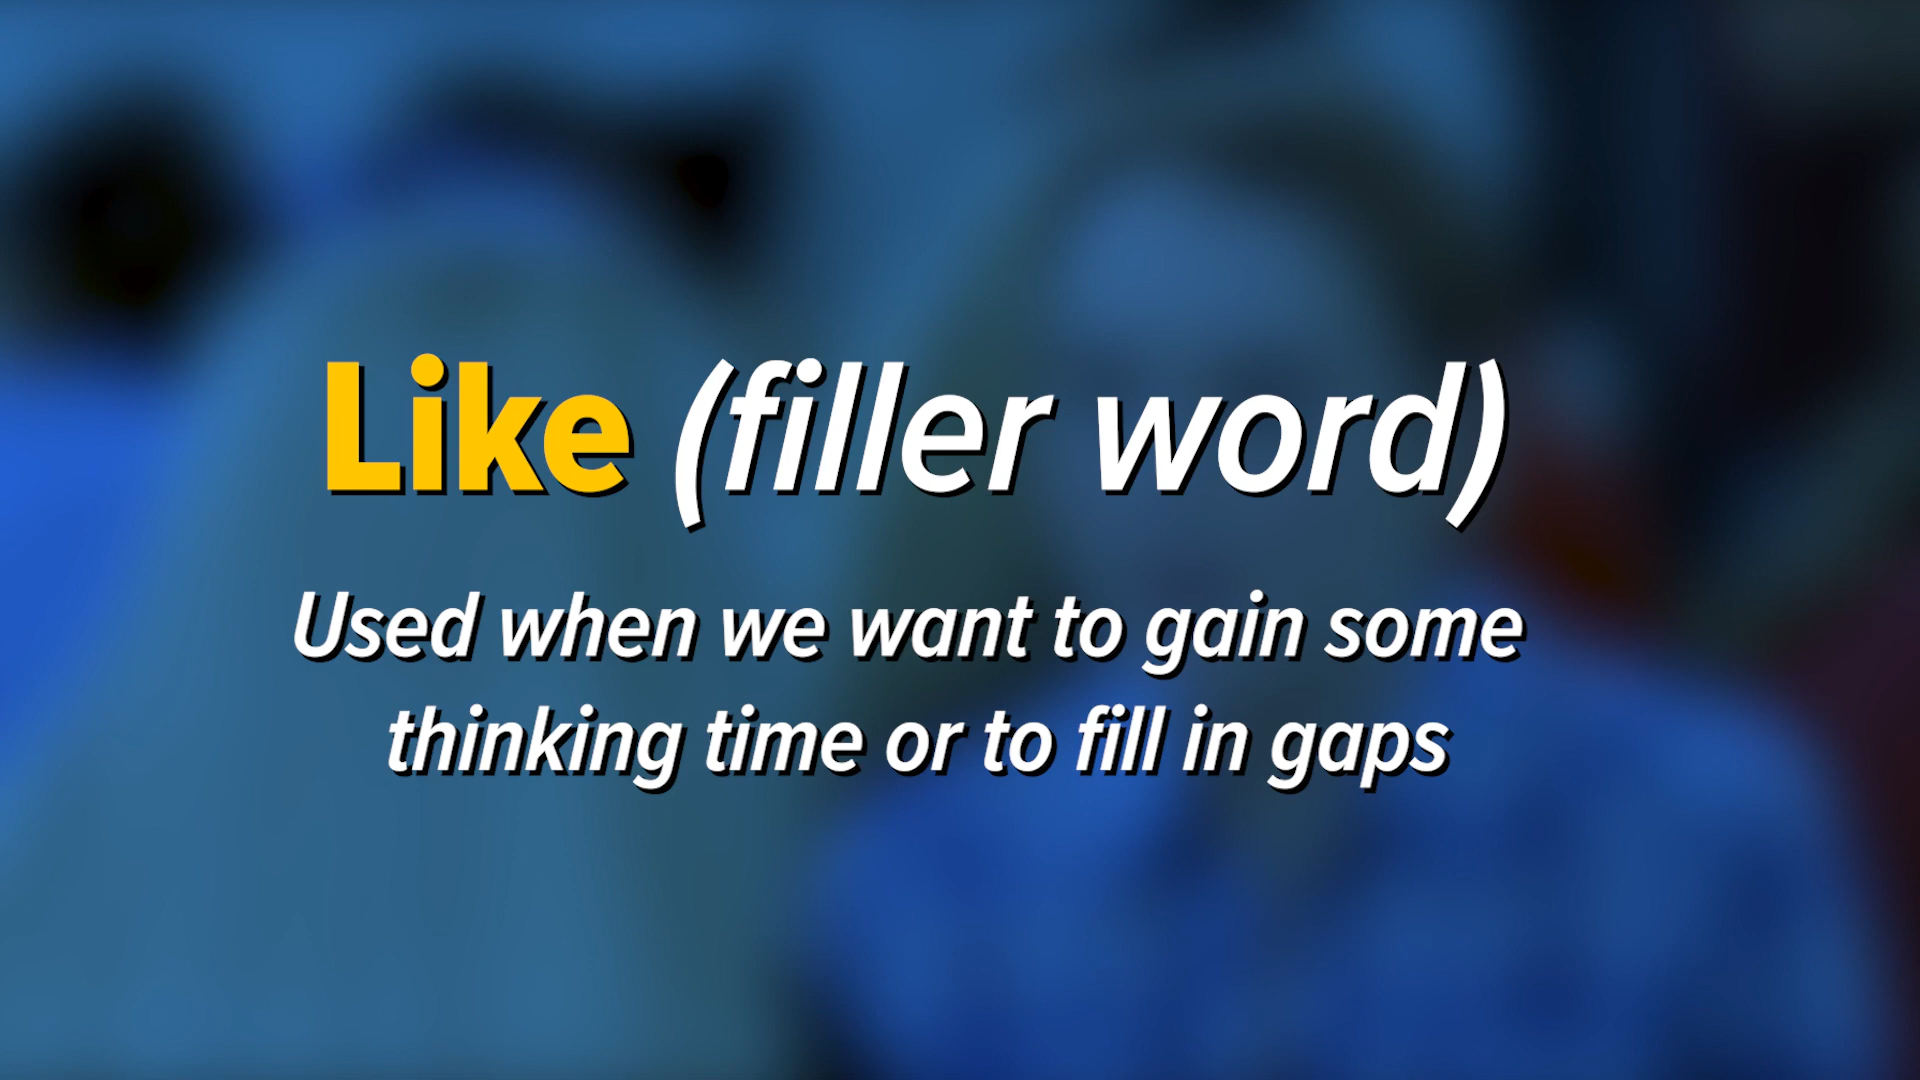 Like (filler word)
Used when we want to gain some
thinking time or to fill in gaps